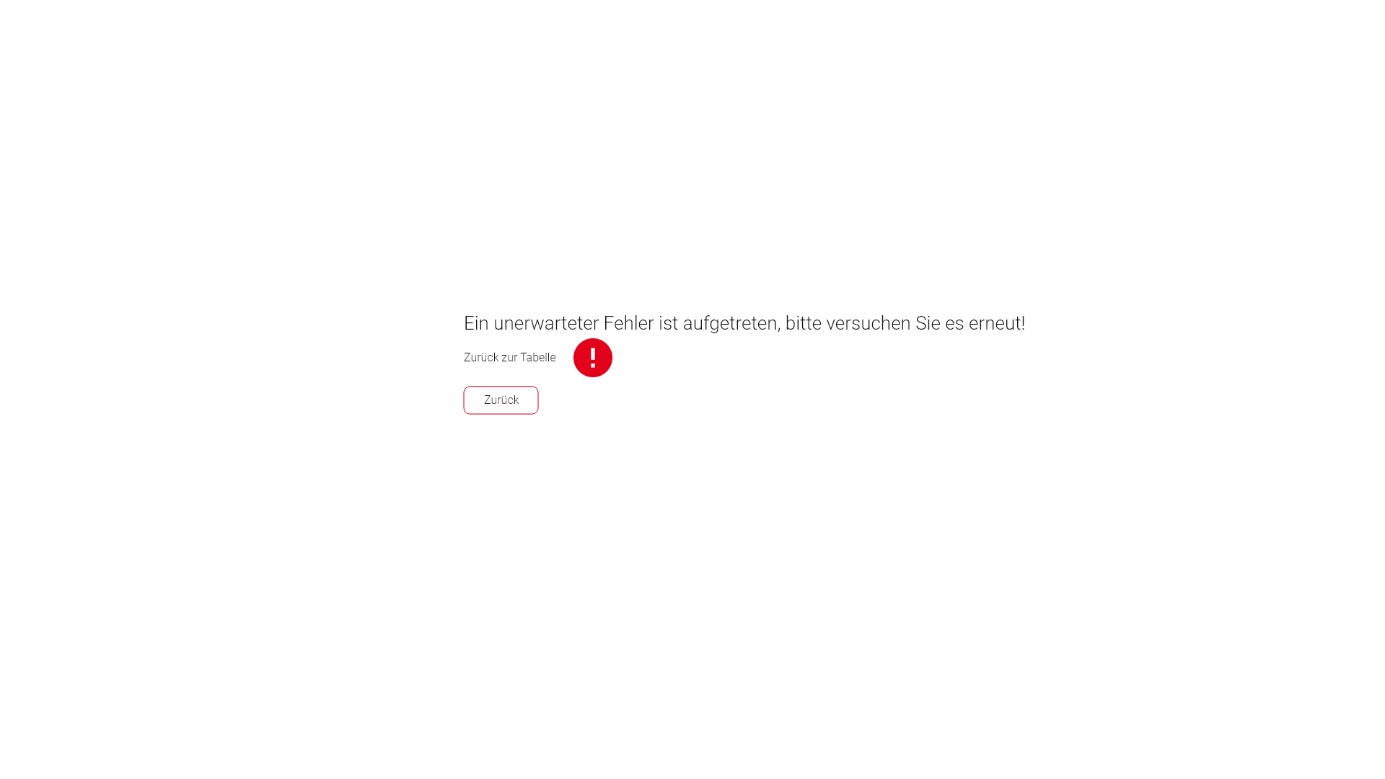 Ein unerwarteter Fehler ist aufgetreten, bitte versuchen Sie es erneut!
Zurück zur Tabelle
Zurück